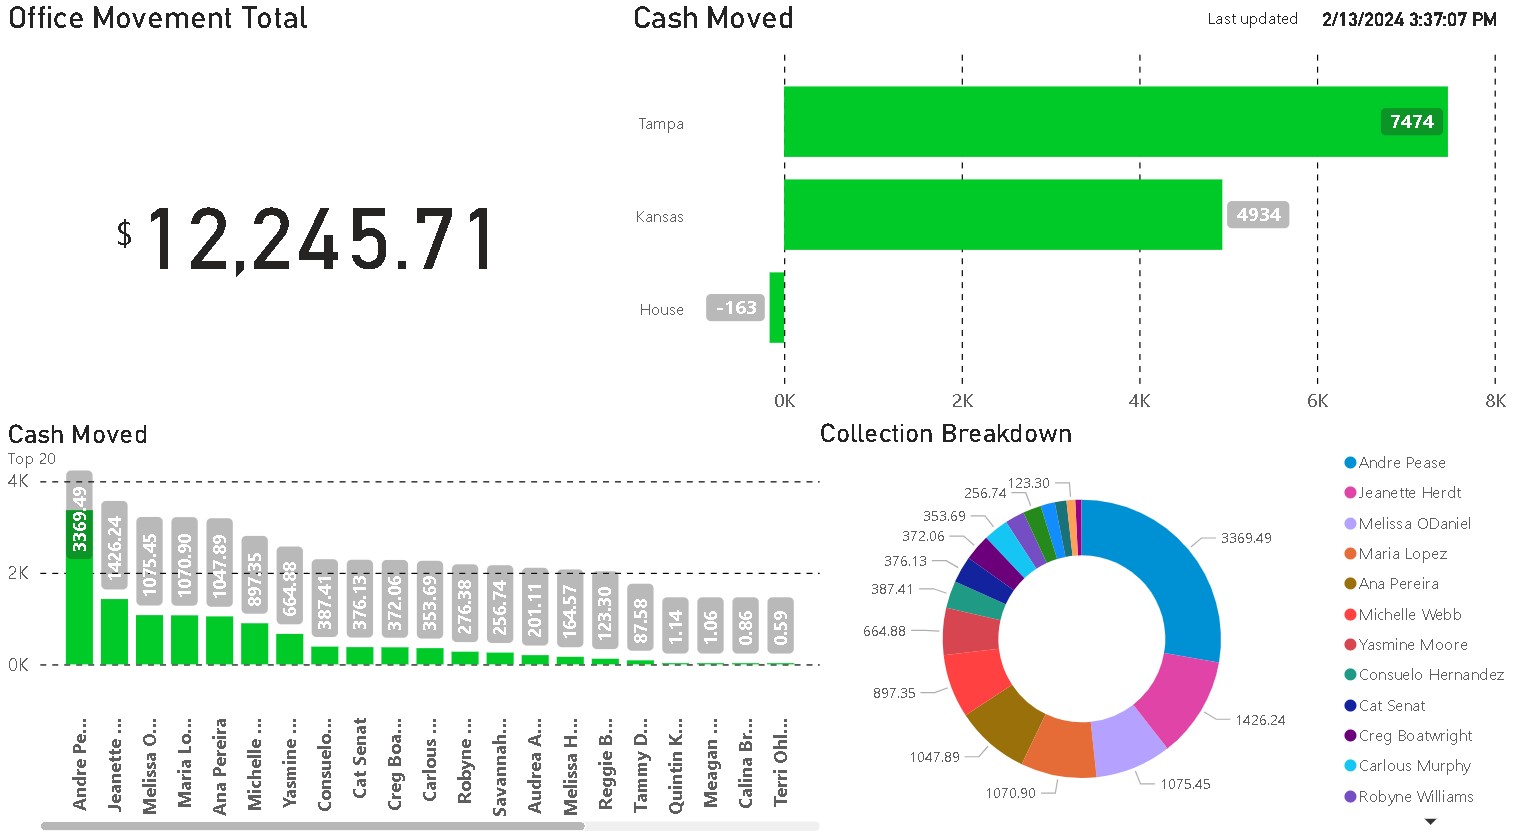 Office Movement Total
$ 12,245.71
Cash Moved
Last updated 2/13/2024 3:37:07 PM
Tampa
7474
Kansas
4934
House
-163
0K 2K 4K 6K 8K
Cash Moved
Top 20
4K
2K
0K
3369.49
1426.24
1075.45
1070.90
1047.89
897.35
664.88
387.41
376.13
372.06
353.69
276.38
256.74
201.11
164.57
123.30
87.58
1.14
1.06
0.86
0.59
Andre Pe...
Jeanette ...
Melissa O...
Maria Lo...
Ana Pereira
Michelle ...
Yasmine ...
Consuelo...
Cat Senat
Creg Boa...
Carlous ...
Robyne ...
Savannah...
Audrea A...
Melissa H...
Reggie B...
Tammy D...
Quintin K...
Meagan ...
Calina Br...
Terri Ohl...
Collection Breakdown
3369.49
1426.24
1075.45
1070.90
1047.89
897.35
664.88
387.41
376.13
372.06
353.69
256.74
123.30
Andre Pease
Jeanette Herdt
Melissa ODaniel
Maria Lopez
Ana Pereira
Michelle Webb
Yasmine Moore
Consuelo Hernandez
Cat Senat
Creg Boatwright
Carlous Murphy
Robyne Williams